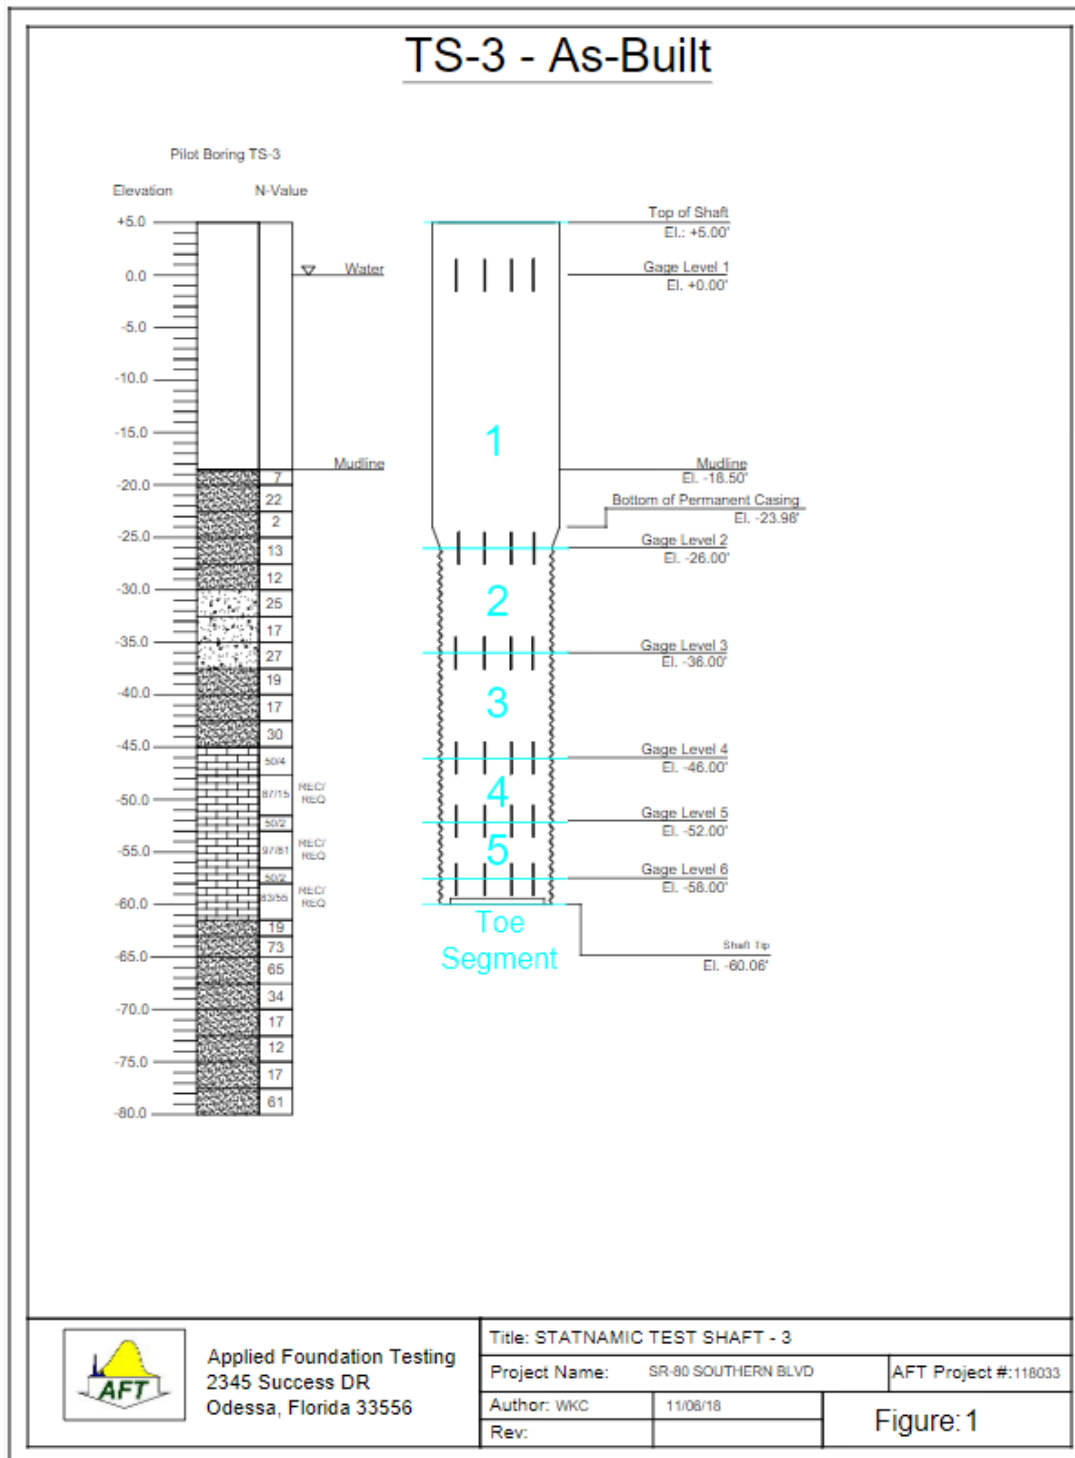 TS-3 - As-Built
Pilot Boring TS-3
Elevation N-Value
+5.0
0.0
-5.0
-10.0
-15.0
-20.0
-25.0
-30.0
-35.0
-40.0
-45.0
-50.0
-55.0
-60.0
-65.0
-70.0
-75.0
-80.0
Water
Mudline
7
22
2
13
12
25
17
27
19
17
30
50/4
87/15
50/2
97/81
50/2
83/55
19
73
65
34
17
12
17
61
REC/
REQ
REC/
REQ
REC/
REQ
1
2
3
4
5
Toe
Segment
Top of Shaft
El.: +5.00'
Gage Level 1
El. +0.00'
Mudline
El. -18.50'
Bottom of Permanent Casing
El. -23.98'
Gage Level 2
El. -26.00'
Gage Level 3
El. -36.00'
Gage Level 4
El. -46.00'
Gage Level 5
El. -52.00'
Gage Level 6
El. -58.00'
Shaft Tip
El. -60.06'
AFT
Applied Foundation Testing
2345 Success DR
Odessa, Florida 33556
Title: STATNAMIC TEST SHAFT - 3
Project Name: SR-80 SOUTHERN BLVD AFT Project #:118033
Author: WKC 11/06/18
Rev:
Figure: 1